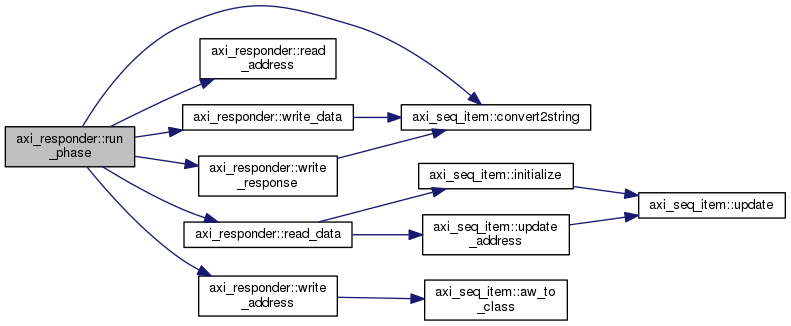 axi_responder::run
_phase
axi_responder::read
_address
axi_responder::write_data
axi_responder::write
_response
axi_responder::read_data
axi_responder::write
_address
axi_seq_item::convert2string
axi_seq_item::initialize
axi_seq_item::update
_address
axi_seq_item::aw_to
_class
axi_seq_item::update